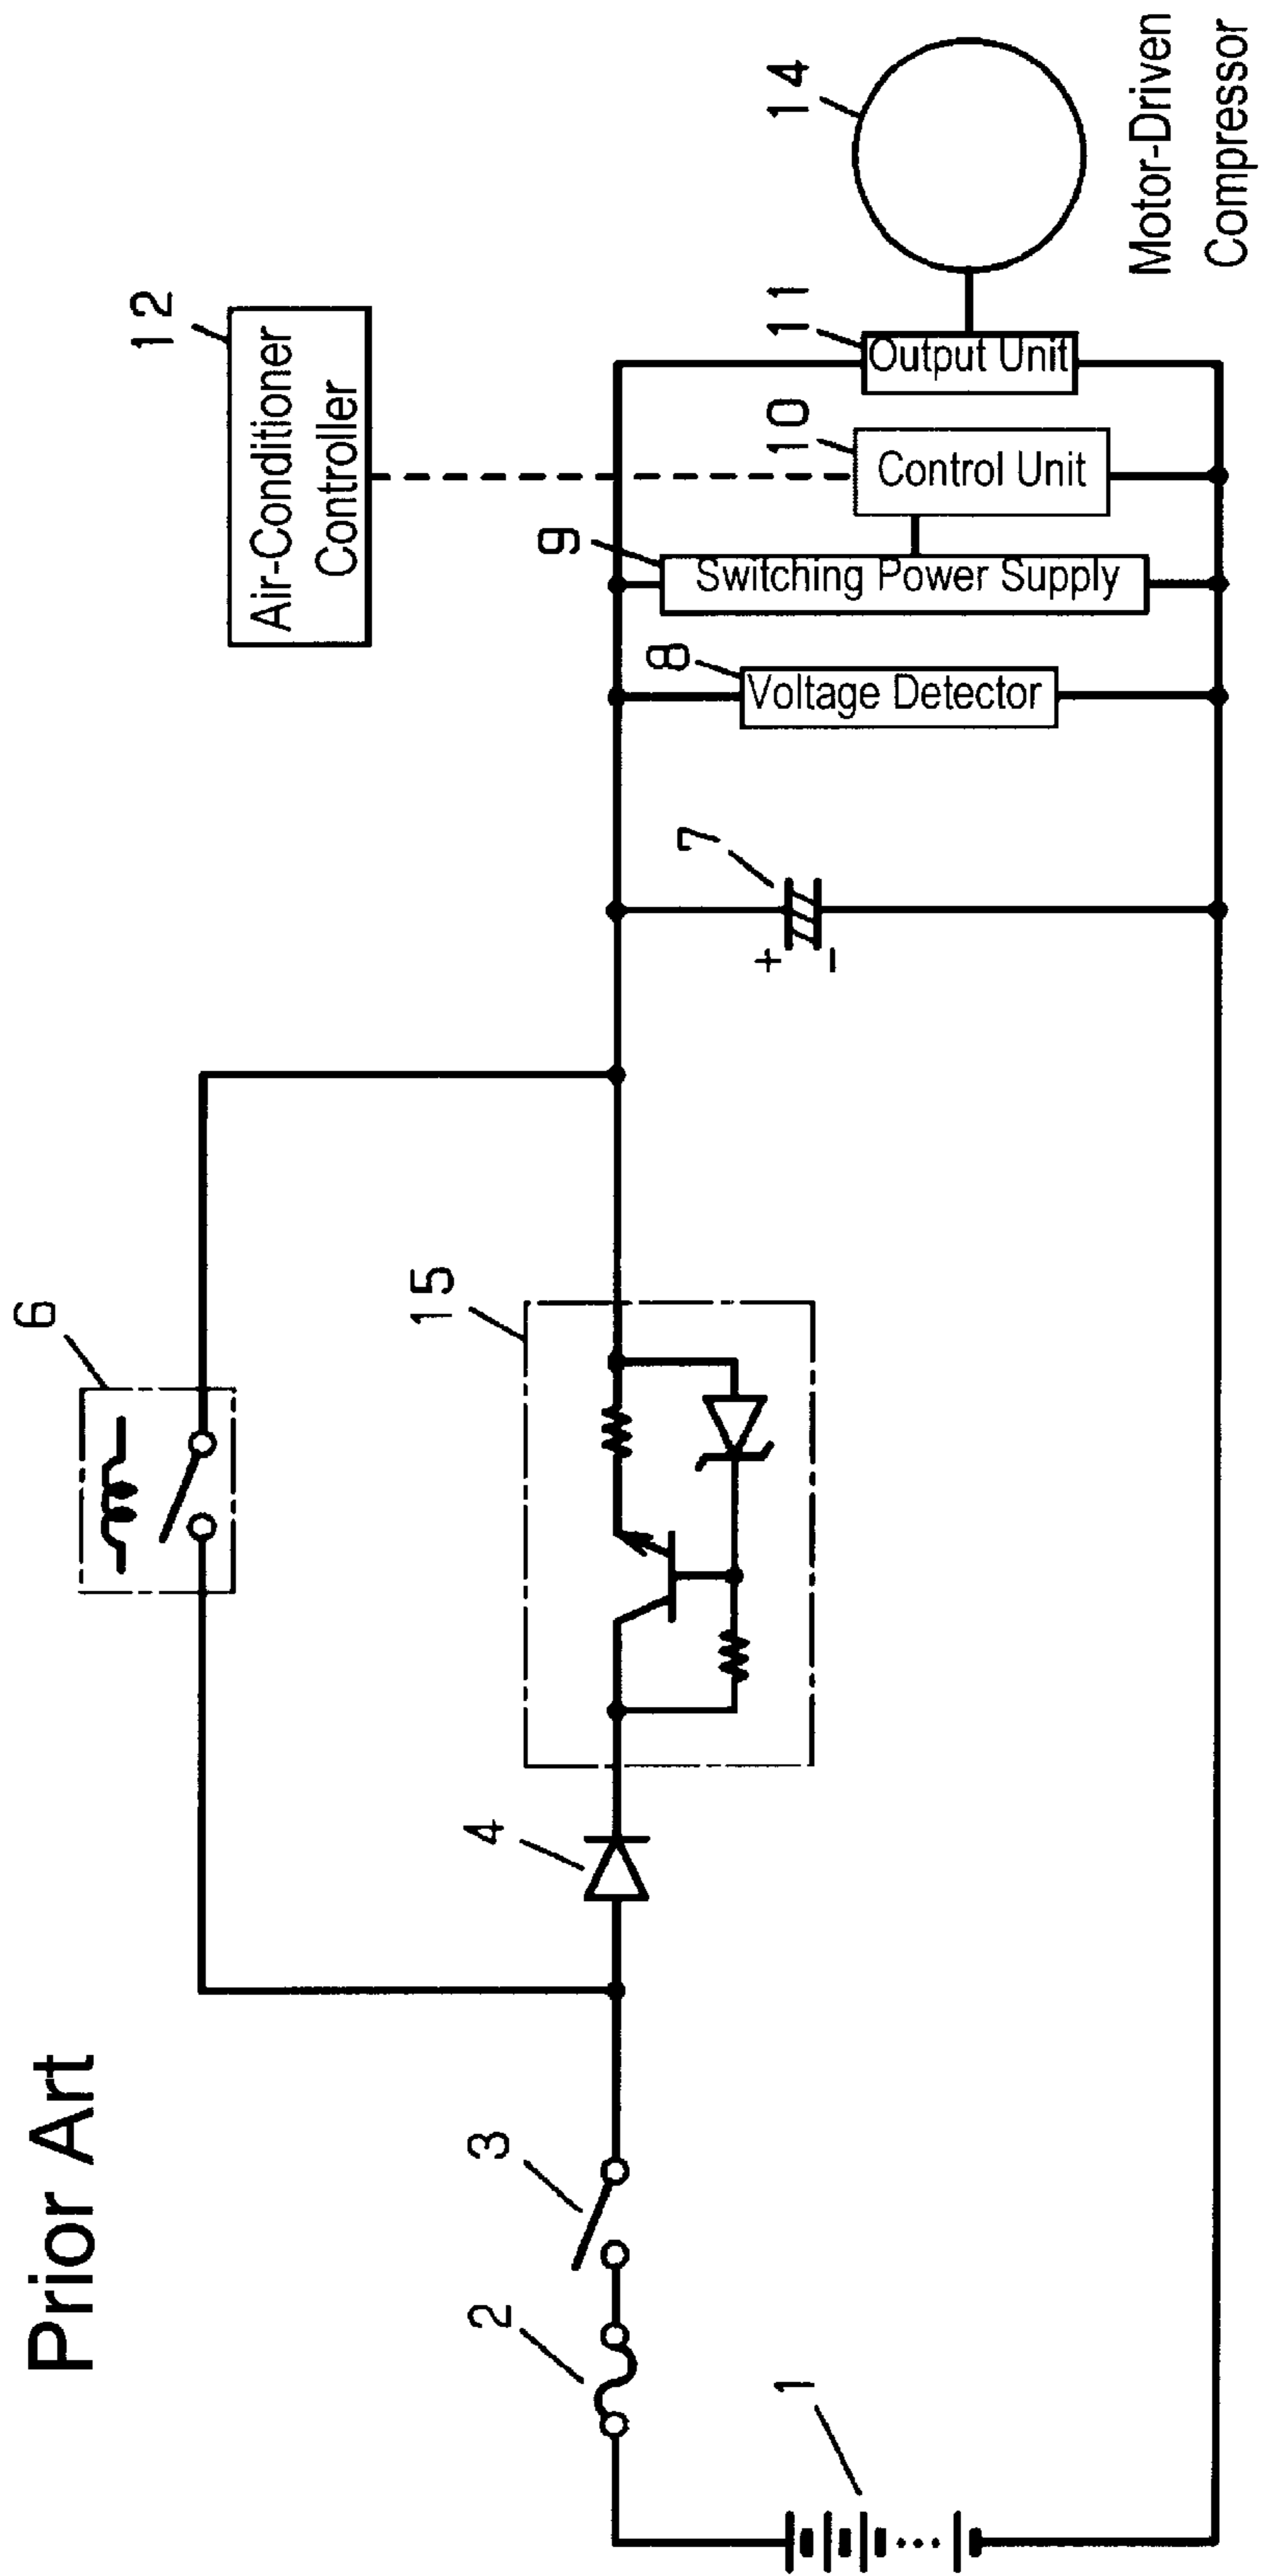 Prior Art
6
12
Air-Conditioner
Controller
15
4
3
2
1
7
+
−
8
Voltage Detector
9
Switching Power Supply
10
Control Unit
11
Output Unit
14
Motor-Driven
Compressor